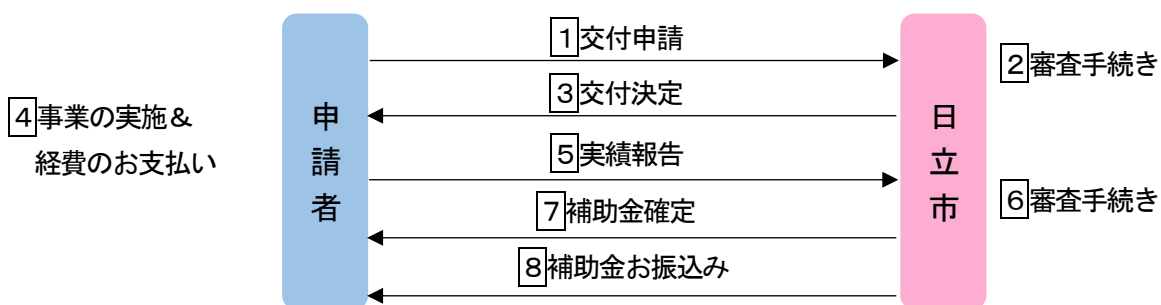 1交付申請
2審査手続き
3交付決定
4事業の実施＆
経費のお支払い
申請者
日立市
5実績報告
6審査手続き
7補助金確定
8補助金お振込み